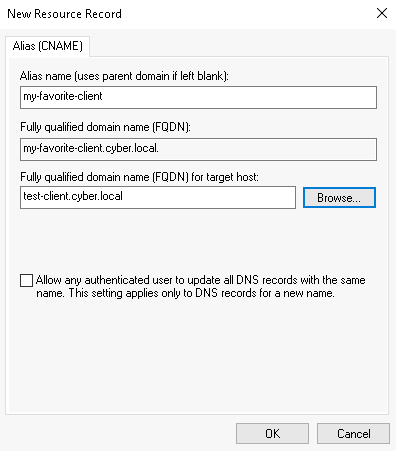 New Resource Record
Alias (CNAME)
Alias name (uses parent domain if left blank):
my-favorite-client
Fully qualified domain name (FQDN):
my-favorite-client.cyber.local.
Fully qualified domain name (FQDN) for target host:
test-client.cyber.local
Browse...
Allow any authenticated user to update all DNS records with the same
name. This setting applies only to DNS records for a new name.
OK
Cancel